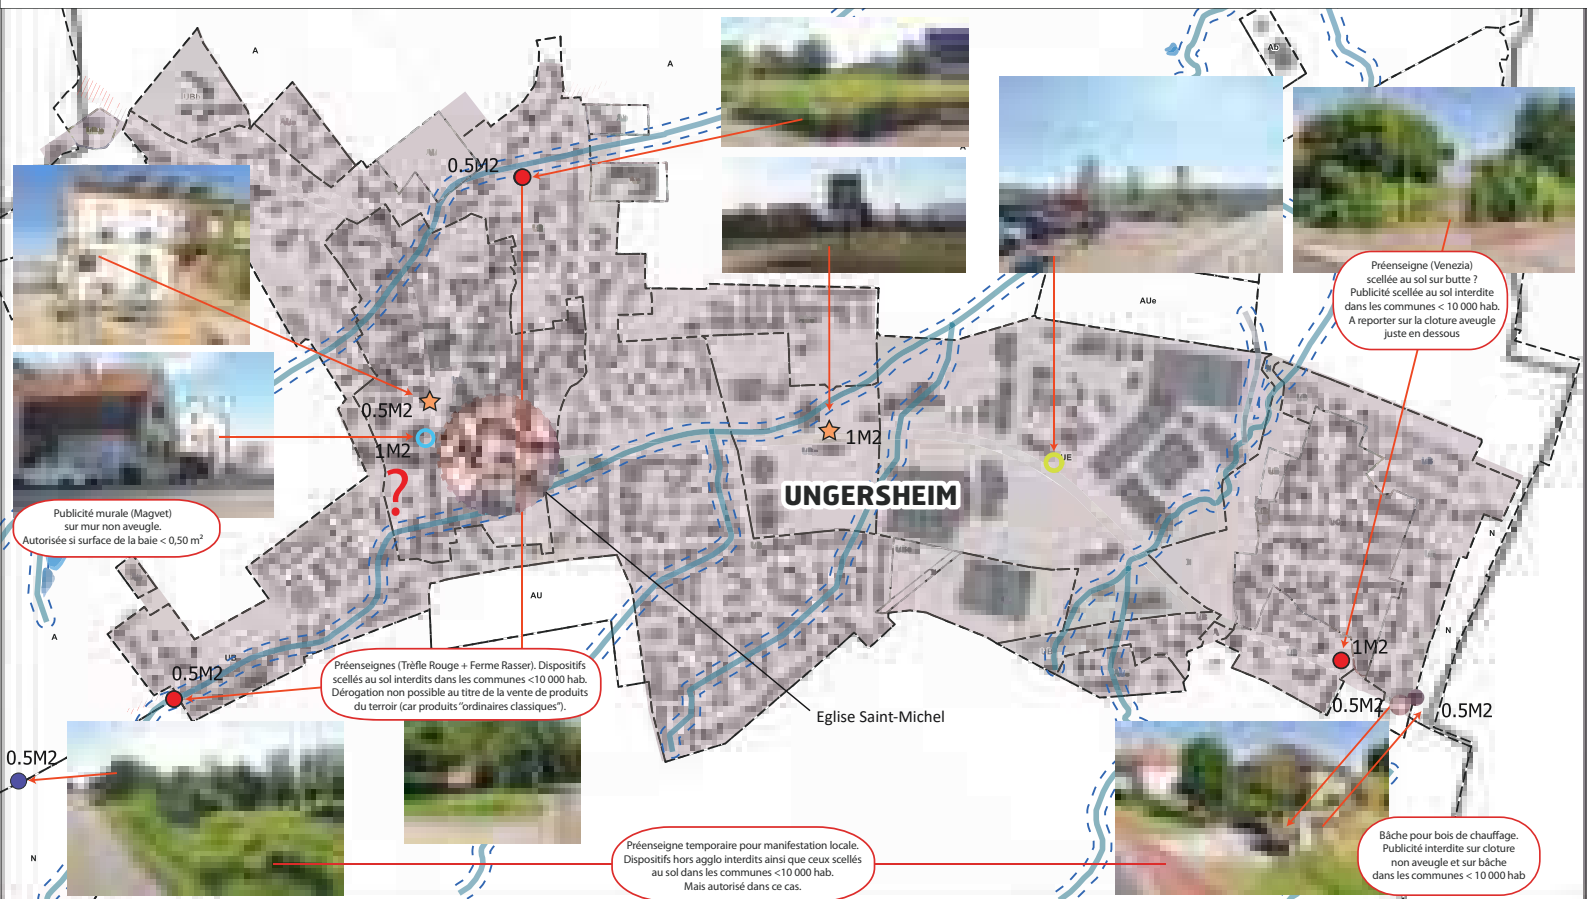 A
A
Ab
0.5M2
A
AUe
Préenseigne (Venezia)
scellée au sol sur butte ?
Publicité scellée au sol interdite
dans les communes < 10 000 hab.
A reporter sur la cloture aveugle
juste en dessous
0.5M2
1M2
?
1M2
UE
UNGERSHEIM
Publicité murale (Magvet)
sur mur non aveugle.
Autorisée si surface de la baie < 0,50 m²
N
AU
A
N
UB
0.5M2
1M2
Préenseignes (Trèfle Rouge + Ferme Rasser). Dispositifs
scellés au sol interdits dans les communes <10 000 hab.
Dérogation non possible au titre de la vente de produits
du terroir (car produits "ordinaires classiques").
Eglise Saint-Michel
0.5M2
0.5M2
0.5M2
N
Préenseigne temporaire pour manifestation locale.
Dispositifs hors agglo interdits ainsi que ceux scellés
au sol dans les communes <10 000 hab.
Mais autorisé dans ce cas.
Bâche pour bois de chauffage.
Publicité interdite sur cloture
non aveugle et sur bâche
dans les communes < 10 000 hab